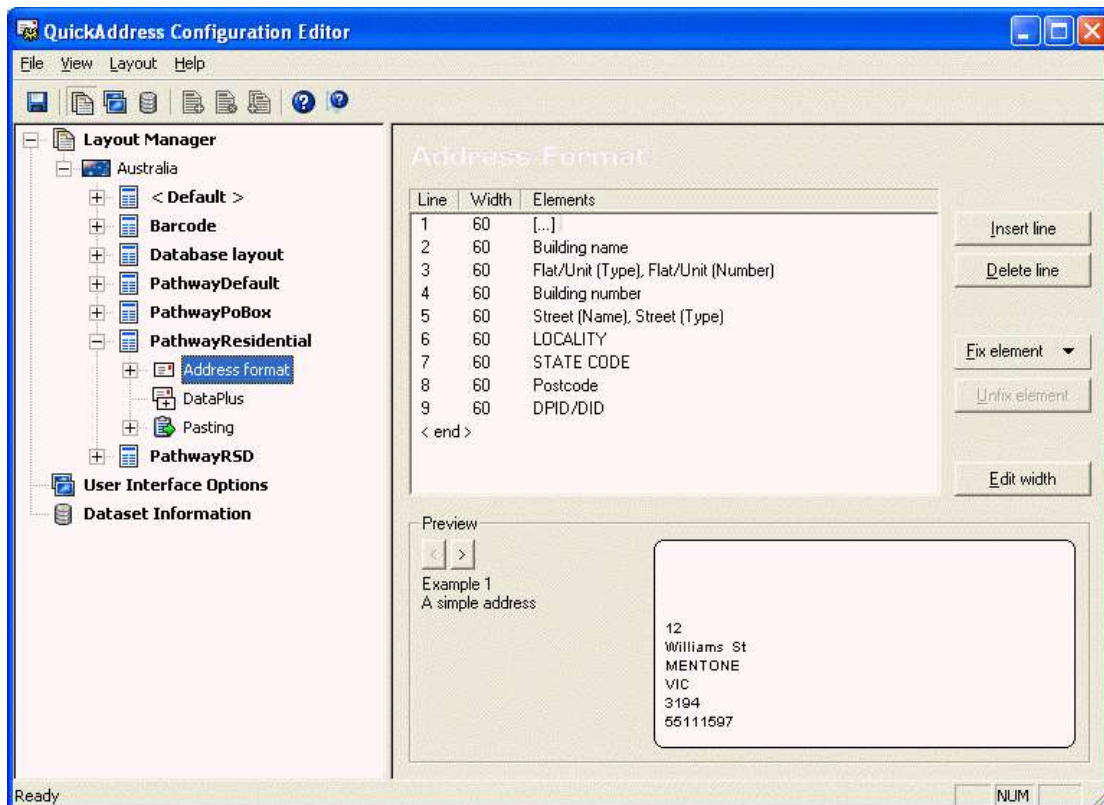 QuickAddress Configuration Editor
File View Layout Help
Layout Manager
Australia
< Default >
Barcode
Database layout
PathwayDefault
PathwayPoBox
PathwayResidential
Address format
DataPlus
Pasting
PathwayRSD
User Interface Options
Dataset Information
Address Format
Line Width Elements
1 60 [...]
2 60 Building name
3 60 Flat/Unit (Type), Flat/Unit (Number)
4 60 Building number
5 60 Street (Name), Street (Type)
6 60 LOCALITY
7 60 STATE CODE
8 60 Postcode
9 60 DPID/DID
< end >
Insert line
Delete line
Fix element
Unfix element
Edit width
Preview
< >
Example 1
A simple address
12
Williams St
MENTONE
VIC
3194
55111597
Ready
NUM